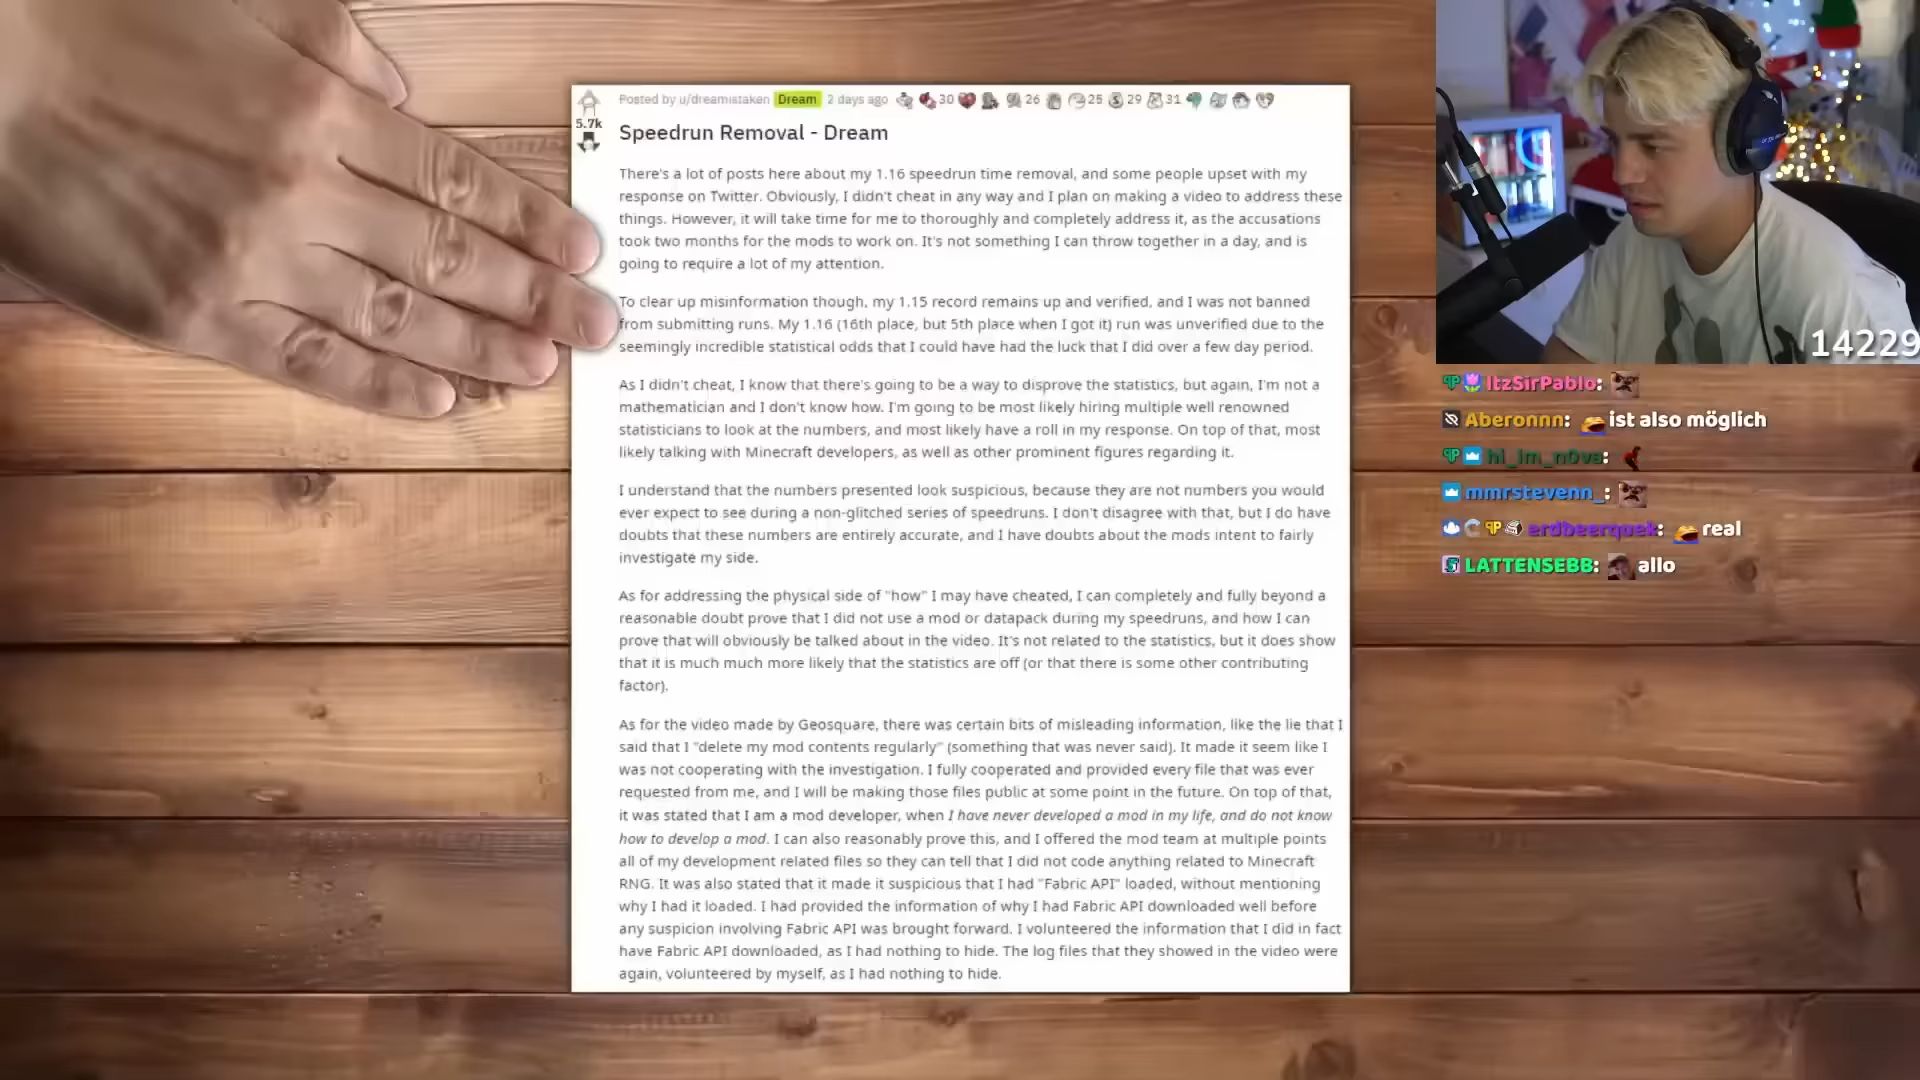 Posted by u/dreamistaken Dream 2 days ago 30 26 25 29 31
5.7k
Speedrun Removal - Dream
There's a lot of posts here about my 1.16 speedrun time removal, and some people upset with my
response on Twitter. Obviously, I didn't cheat in any way and I plan on making a video to address these
things. However, it will take time for me to thoroughly and completely address it, as the accusations
took two months for the mods to work on. It's not something I can throw together in a day, and is
going to require a lot of my attention.
To clear up misinformation though, my 1.15 record remains up and verified, and I was not banned
from submitting runs. My 1.16 (16th place, but 5th place when I got it) run was unverified due to the
seemingly incredible statistical odds that I could have had the luck that I did over a few day period.
As I didn't cheat, I know that there's going to be a way to disprove the statistics, but again, I'm not a
mathematician and I don't know how. I'm going to be most likely hiring multiple well renowned
statisticians to look at the numbers, and most likely have a roll in my response. On top of that, most
likely talking with Minecraft developers, as well as other prominent figures regarding it.
I understand that the numbers presented look suspicious, because they are not numbers you would
ever expect to see during a non-glitched series of speedruns. I don't disagree with that, but I do have
doubts that these numbers are entirely accurate, and I have doubts about the mods intent to fairly
investigate my side.
As for addressing the physical side of "how" I may have cheated, I can completely and fully beyond a
reasonable doubt prove that I did not use a mod or datapack during my speedruns, and how I can
prove that will obviously be talked about in the video. It's not related to the statistics, but it does show
that it is much much more likely that the statistics are off (or that there is some other contributing
factor).
As for the video made by Geosquare, there was certain bits of misleading information, like the lie that I
said that I "delete my mod contents regularly" (something that was never said). It made it seem like I
was not cooperating with the investigation. I fully cooperated and provided every file that was ever
requested from me, and I will be making those files public at some point in the future. On top of that,
it was stated that I am a mod developer, when I have never developed a mod in my life, and do not know
how to develop a mod. I can also reasonably prove this, and I offered the mod team at multiple points
all of my development related files so they can tell that I did not code anything related to Minecraft
RNG. It was also stated that it made it suspicious that I had "Fabric API" loaded, without mentioning
why I had it loaded. I had provided the information of why I had Fabric API downloaded well before
any suspicion involving Fabric API was brought forward. I volunteered the information that I did in fact
have Fabric API downloaded, as I had nothing to hide. The log files that they showed in the video were
again, volunteered by myself, as I had nothing to hide.
14229
ItzSirPablo:
Aberonnn: ist also möglich
hi_im_n0va:
mmrstevenn_:
erdbeerquek: real
LATTENSEBB: allo